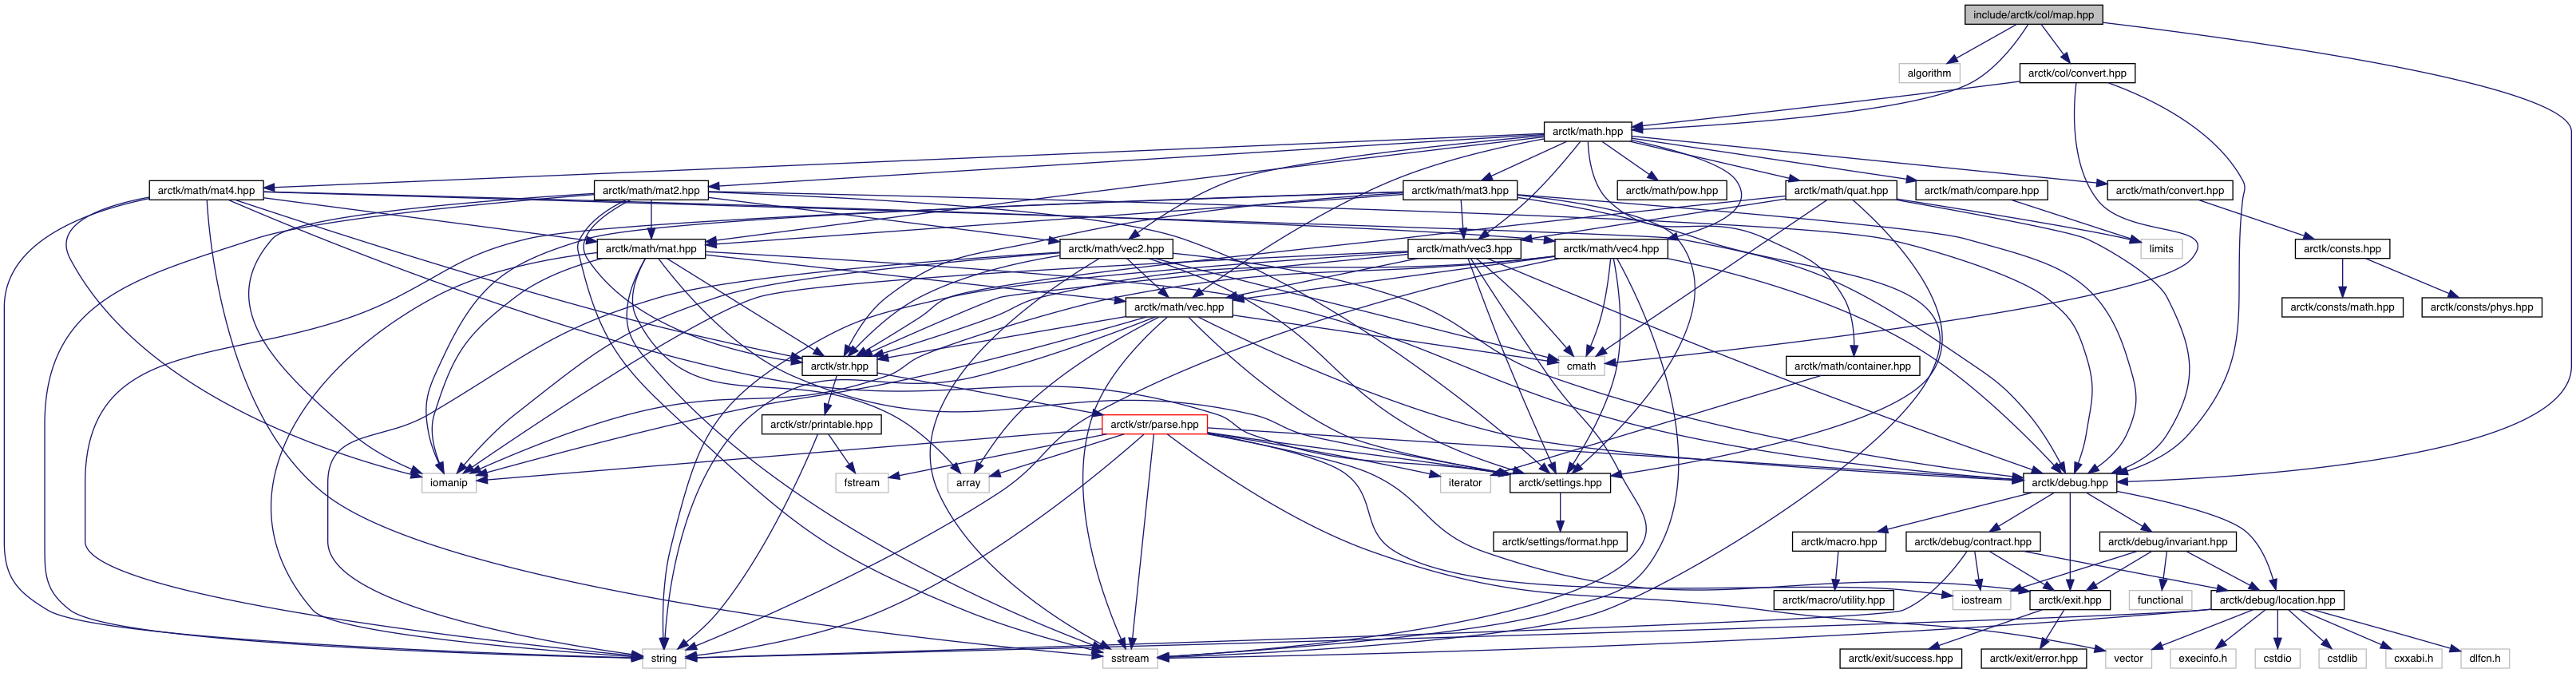 include/arctk/col/map.hpp
algorithm
arctk/col/convert.hpp
arctk/math.hpp
arctk/math/mat4.hpp
arctk/math/mat2.hpp
arctk/math/mat3.hpp
arctk/math/pow.hpp
arctk/math/quat.hpp
arctk/math/compare.hpp
arctk/math/convert.hpp
arctk/math/mat.hpp
arctk/math/vec2.hpp
arctk/math/vec3.hpp
arctk/math/vec4.hpp
limits
arctk/consts.hpp
arctk/math/vec.hpp
arctk/consts/math.hpp
arctk/consts/phys.hpp
arctk/str.hpp
cmath
arctk/math/container.hpp
arctk/str/printable.hpp
arctk/str/parse.hpp
iomanip
fstream
array
iterator
arctk/settings.hpp
arctk/debug.hpp
arctk/settings/format.hpp
arctk/macro.hpp
arctk/debug/contract.hpp
arctk/debug/invariant.hpp
arctk/macro/utility.hpp
iostream
arctk/exit.hpp
functional
arctk/debug/location.hpp
string
sstream
arctk/exit/success.hpp
arctk/exit/error.hpp
vector
execinfo.h
cstdio
cstdlib
cxxabi.h
dlfcn.h